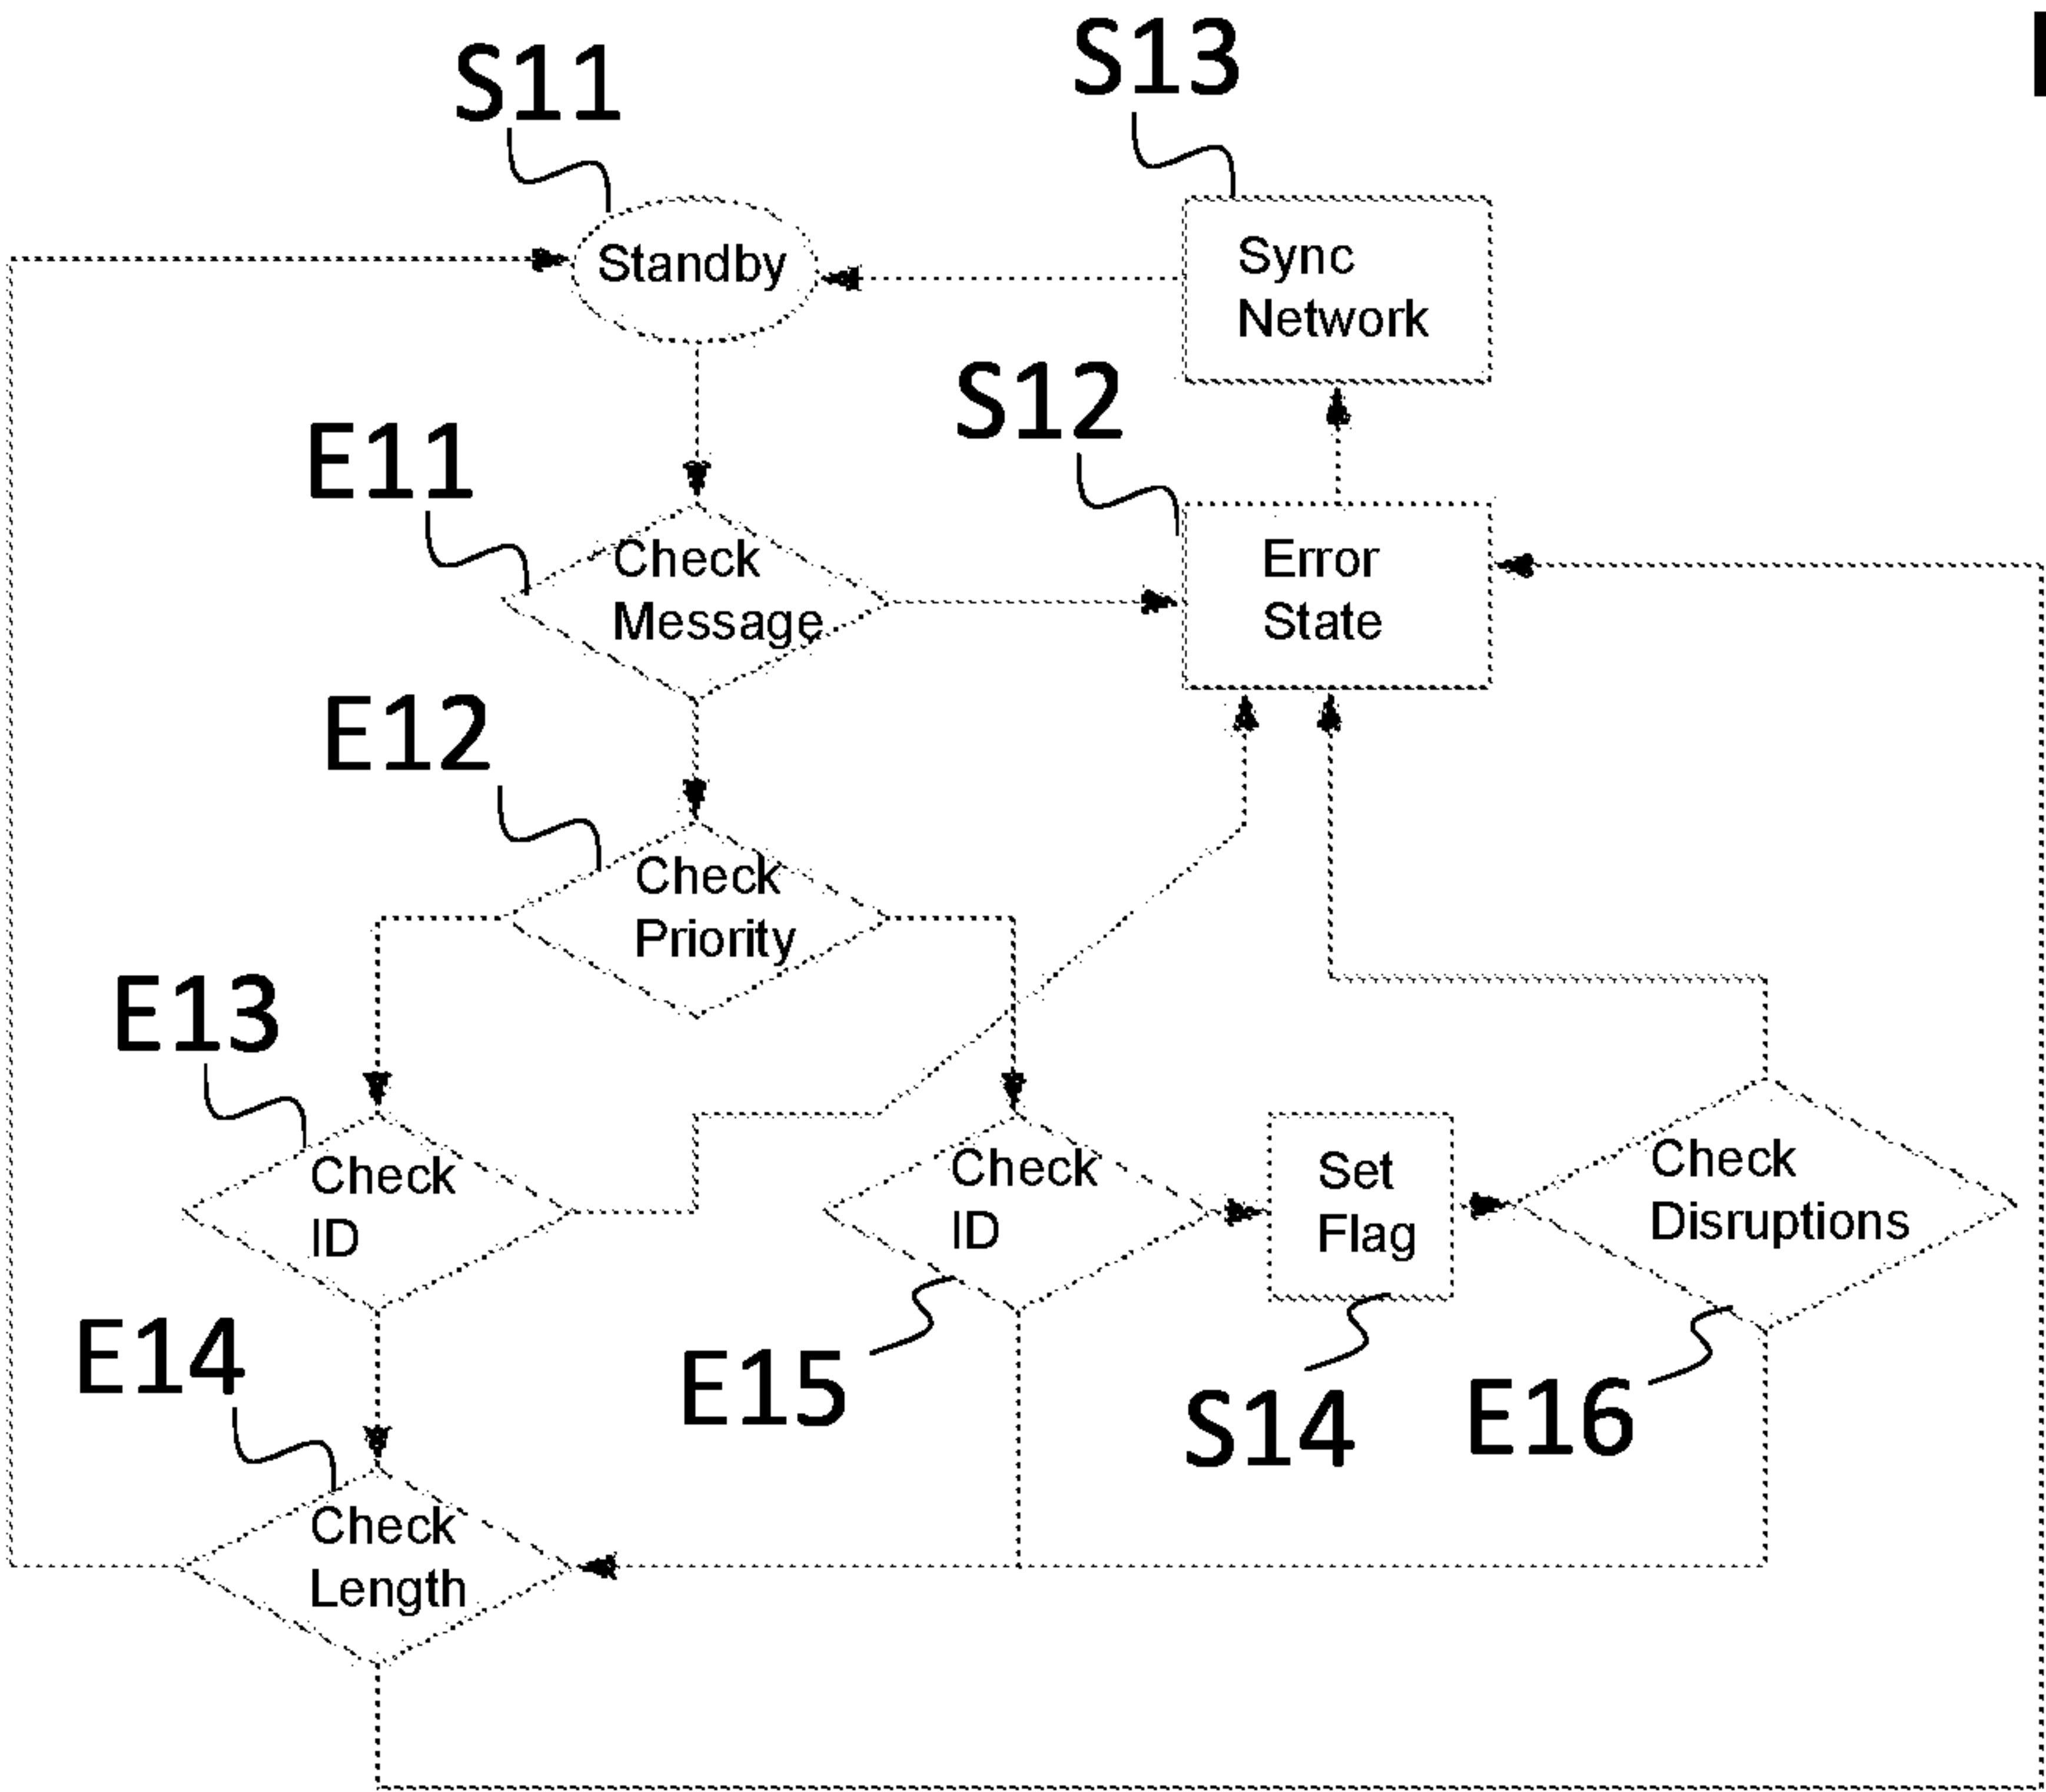 S11
S13
Standby
Sync
Network
S12
E11
Check
Message
Error
State
E12
Check
Priority
E13
Check
ID
Check
ID
Set
Flag
Check
Disruptions
E14
E15
S14
E16
Check
Length